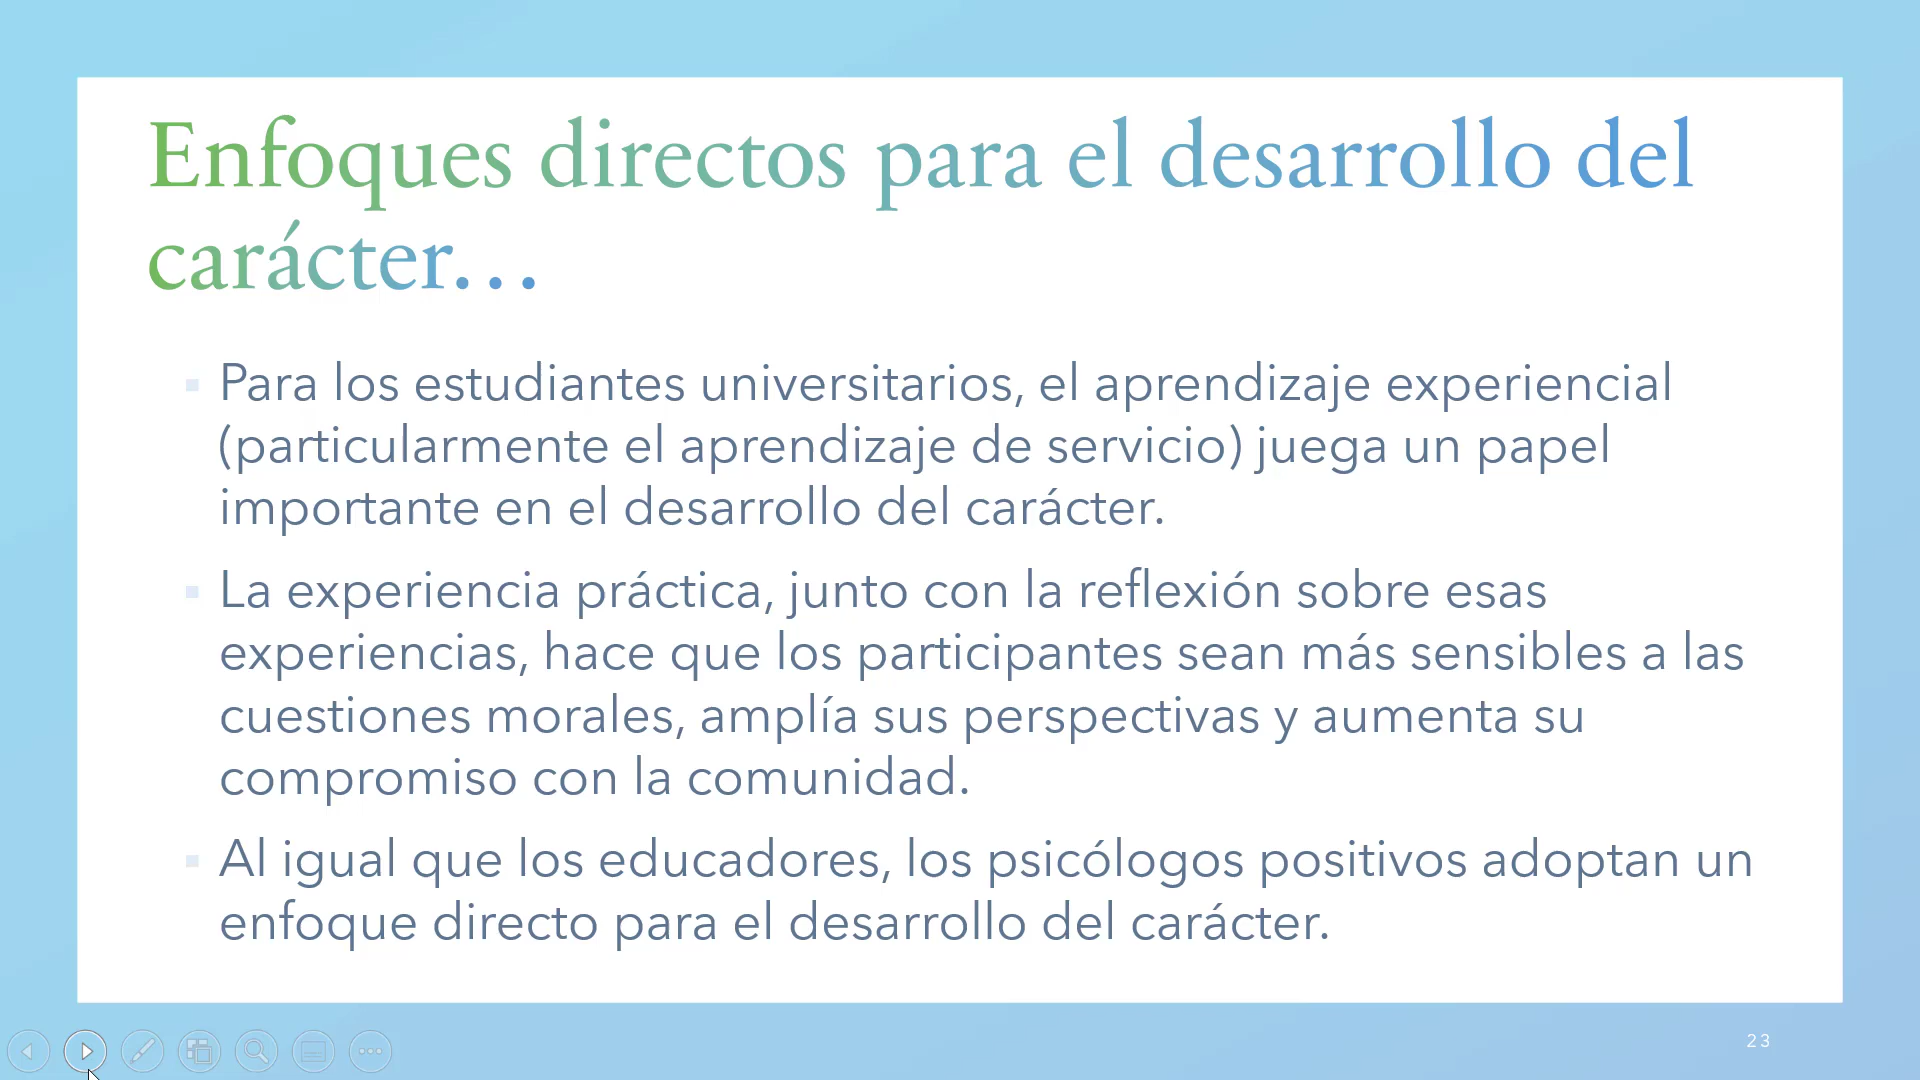 Enfoques directos para el desarrollo del
carácter...
Para los estudiantes universitarios, el aprendizaje experiencial
(particularmente el aprendizaje de servicio) juega un papel
importante en el desarrollo del carácter.
La experiencia práctica, junto con la reflexión sobre esas
experiencias, hace que los participantes sean más sensibles a las
cuestiones morales, amplía sus perspectivas y aumenta su
compromiso con la comunidad.
Al igual que los educadores, los psicólogos positivos adoptan un
enfoque directo para el desarrollo del carácter.
23